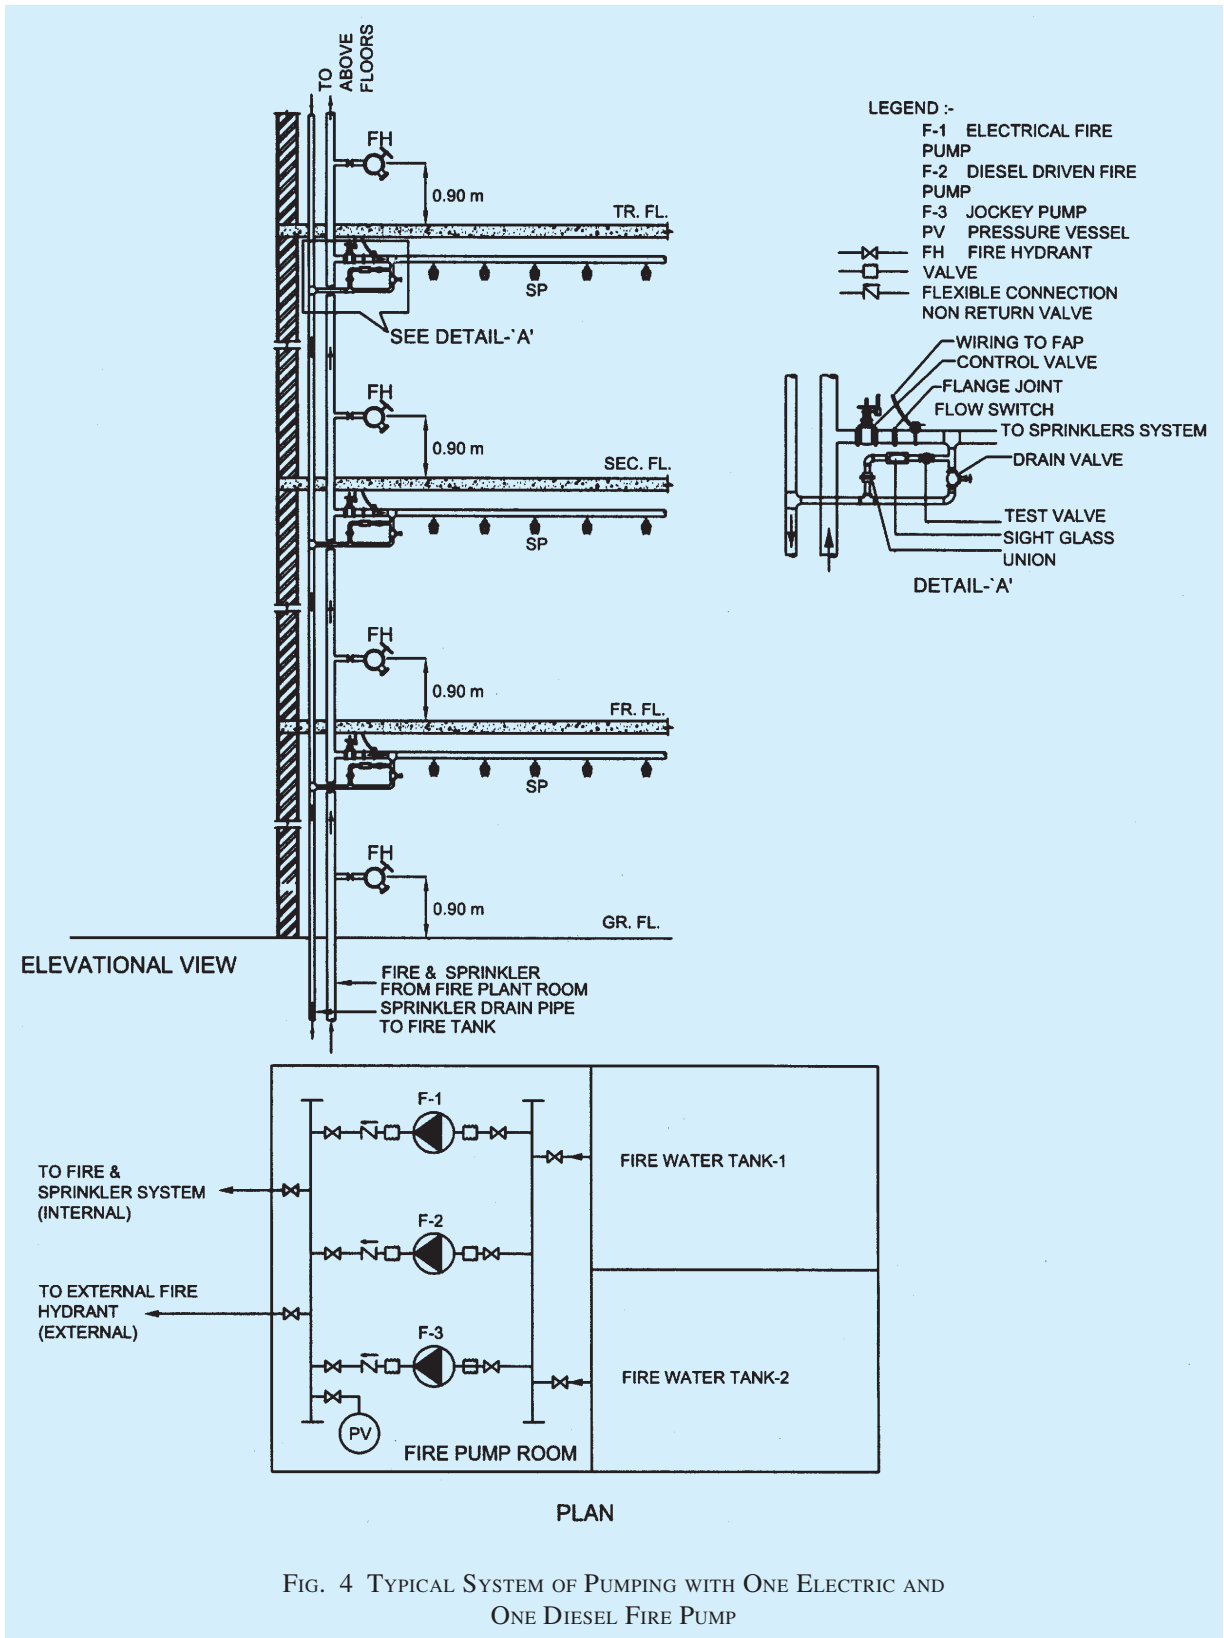 TO
ABOVE
FLOORS
FH
0.90 m
TR. FL.
SP
SEE DETAIL-`A'
FH
0.90 m
SEC. FL.
SP
FH
0.90 m
FR. FL.
SP
FH
0.90 m
GR. FL.
ELEVATIONAL VIEW
FIRE & SPRINKLER
FROM FIRE PLANT ROOM
SPRINKLER DRAIN PIPE
TO FIRE TANK
LEGEND :-
F-1 ELECTRICAL FIRE
PUMP
F-2 DIESEL DRIVEN FIRE
PUMP
F-3 JOCKEY PUMP
PV PRESSURE VESSEL
FH FIRE HYDRANT
VALVE
FLEXIBLE CONNECTION
NON RETURN VALVE
WIRING TO FAP
CONTROL VALVE
FLANGE JOINT
FLOW SWITCH
TO SPRINKLERS SYSTEM
DRAIN VALVE
TEST VALVE
SIGHT GLASS
UNION
DETAIL-`A'
F-1
FIRE WATER TANK-1
TO FIRE &
SPRINKLER SYSTEM
(INTERNAL)
F-2
TO EXTERNAL FIRE
HYDRANT
(EXTERNAL)
F-3
FIRE WATER TANK-2
PV
FIRE PUMP ROOM
PLAN
FIG. 4 TYPICAL SYSTEM OF PUMPING WITH ONE ELECTRIC AND
ONE DIESEL FIRE PUMP